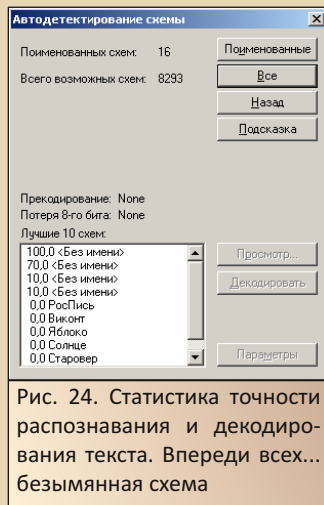 Автодетектирование схемы
Поименованных схем: 16
Всего возможных схем: 8293
Поименованные
Все
Назад
Подсказка
Прекодирование: None
Потеря 8-го бита: None
Лучшие 10 схем:
100,0 <Без имени>
70,0 <Без имени>
10,0 <Без имени>
10,0 <Без имени>
0,0 РосПись
0,0 Виконт
0,0 Яблоко
0,0 Солнце
0,0 Старовер
Просмотр...
Декодировать
Параметры
Рис. 24. Статистика точности
распознавания и декодиро-
вания текста. Впереди всех...
безымянная схема